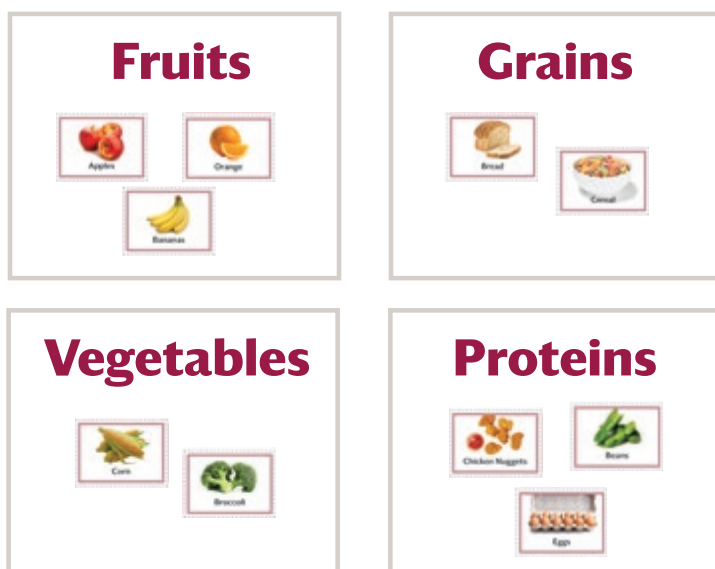 Fruits
Apples
Orange
Bananas
Grains
Bread
Cereal
Vegetables
Corn
Broccoli
Proteins
Chicken Nuggets
Beans
Eggs